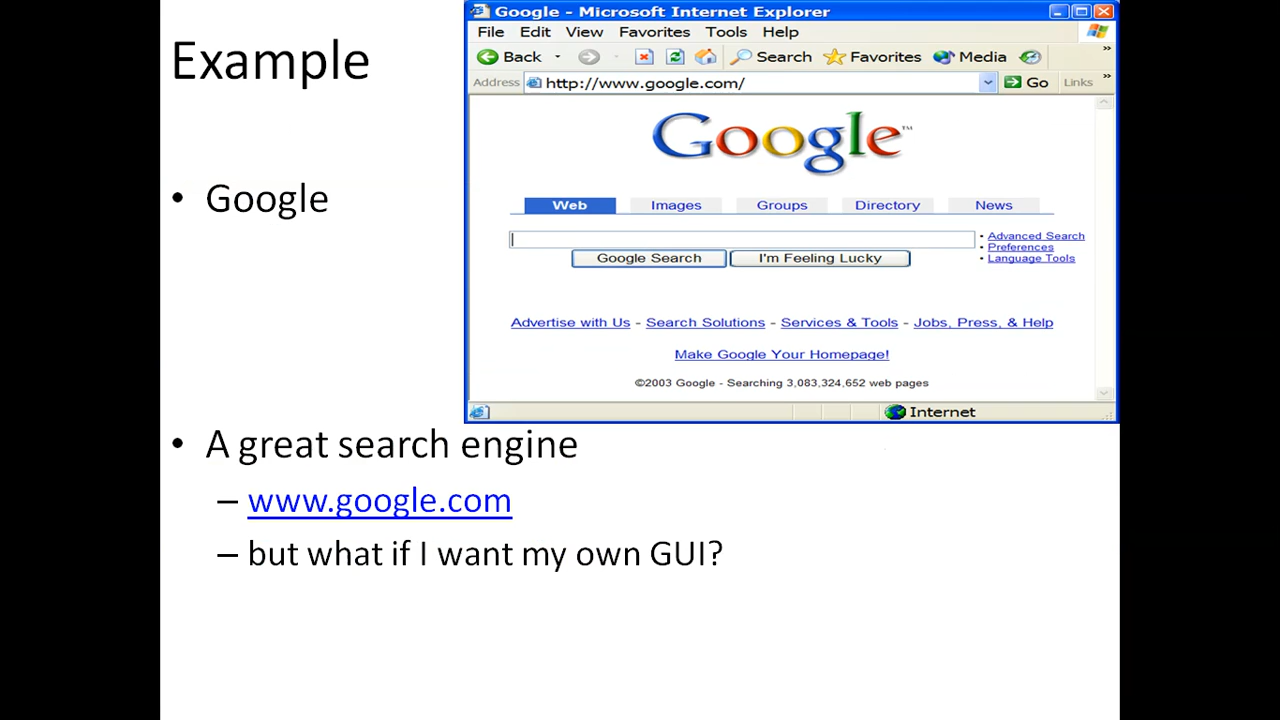 Example
• Google
Google - Microsoft Internet Explorer
File Edit View Favorites Tools Help
Back Search Favorites Media
Address http://www.google.com/ Go Links
Google™
Web Images Groups Directory News
• Advanced Search
• Preferences
• Language Tools
Google Search I'm Feeling Lucky
Advertise with Us - Search Solutions - Services & Tools - Jobs, Press, & Help
Make Google Your Homepage!
©2003 Google - Searching 3,083,324,652 web pages
Internet
• A great search engine
– www.google.com
– but what if I want my own GUI?